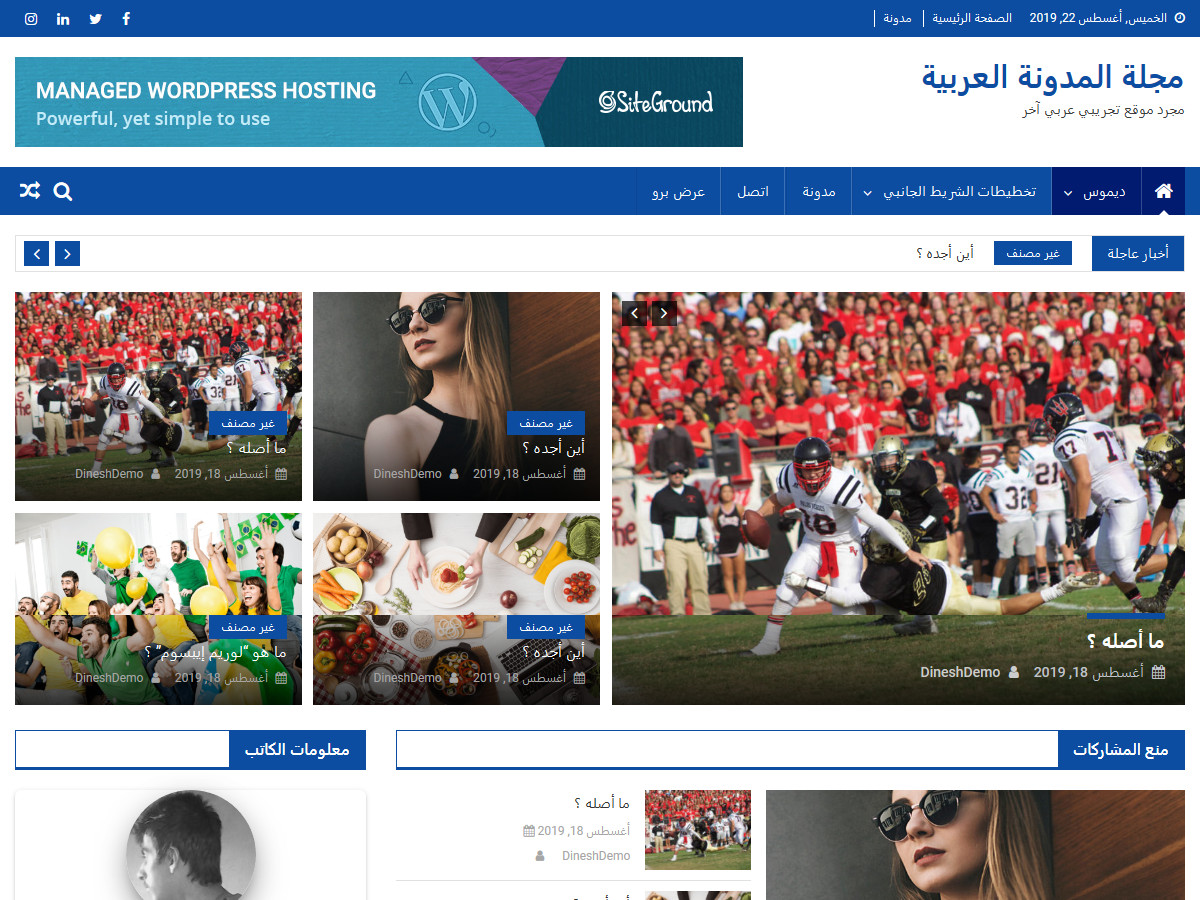 الخميس, أغسطس 22, 2019
الصفحة الرئيسية
مدونة
مجلة المدونة العربية
مجرد موقع تجريبي عربي آخر
MANAGED WORDPRESS HOSTING
Powerful, yet simple to use
SiteGround
ديموس
تخطيطات الشريط الجانبي
مدونة
اتصل
عرض برو
أخبار عاجلة
غير مصنف
أين أجده ؟
ما أصله ؟
أغسطس 18, 2019 DineshDemo
غير مصنف
أين أجده ؟
أغسطس 18, 2019 DineshDemo
غير مصنف
ما أصله ؟
أغسطس 18, 2019 DineshDemo
غير مصنف
أين أجده ؟
أغسطس 18, 2019 DineshDemo
غير مصنف
ما هو “لوريم إيبسوم” ؟
أغسطس 18, 2019 DineshDemo
منع المشاركات
ما أصله ؟
أغسطس 18, 2019
DineshDemo
معلومات الكاتب